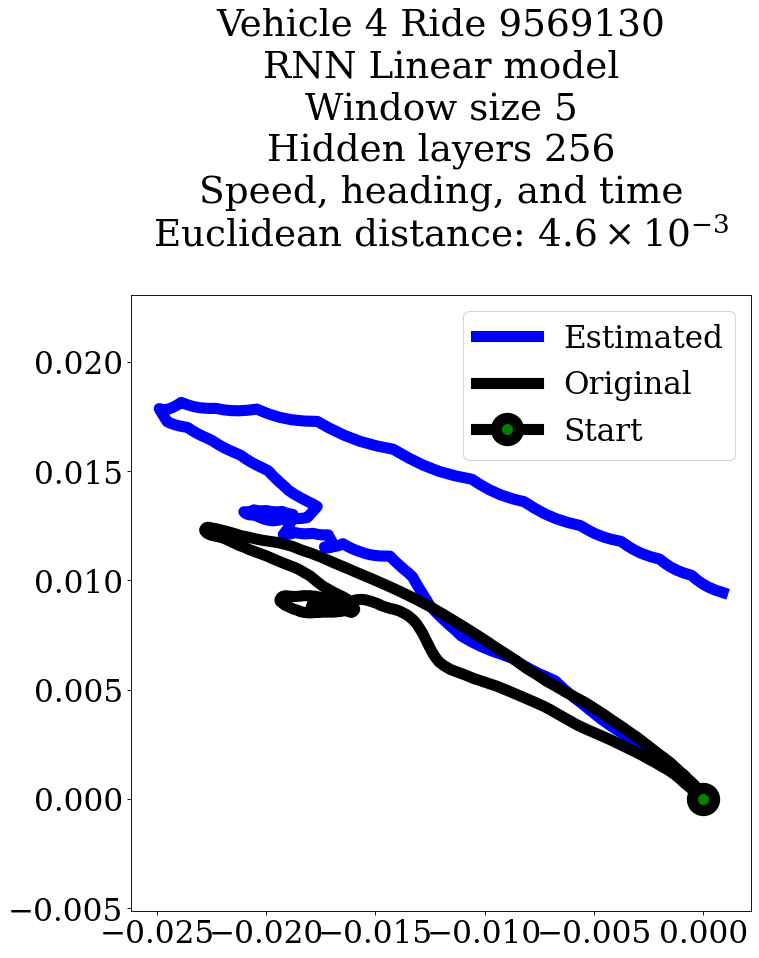 Vehicle 4 Ride 9569130
RNN Linear model
Window size 5
Hidden layers 256
Speed, heading, and time
Euclidean distance: 4.6 × 10⁻³
Estimated
Original
Start
0.020
0.015
0.010
0.005
0.000
−0.005
−0.025 −0.020 −0.015 −0.010 −0.005 0.000